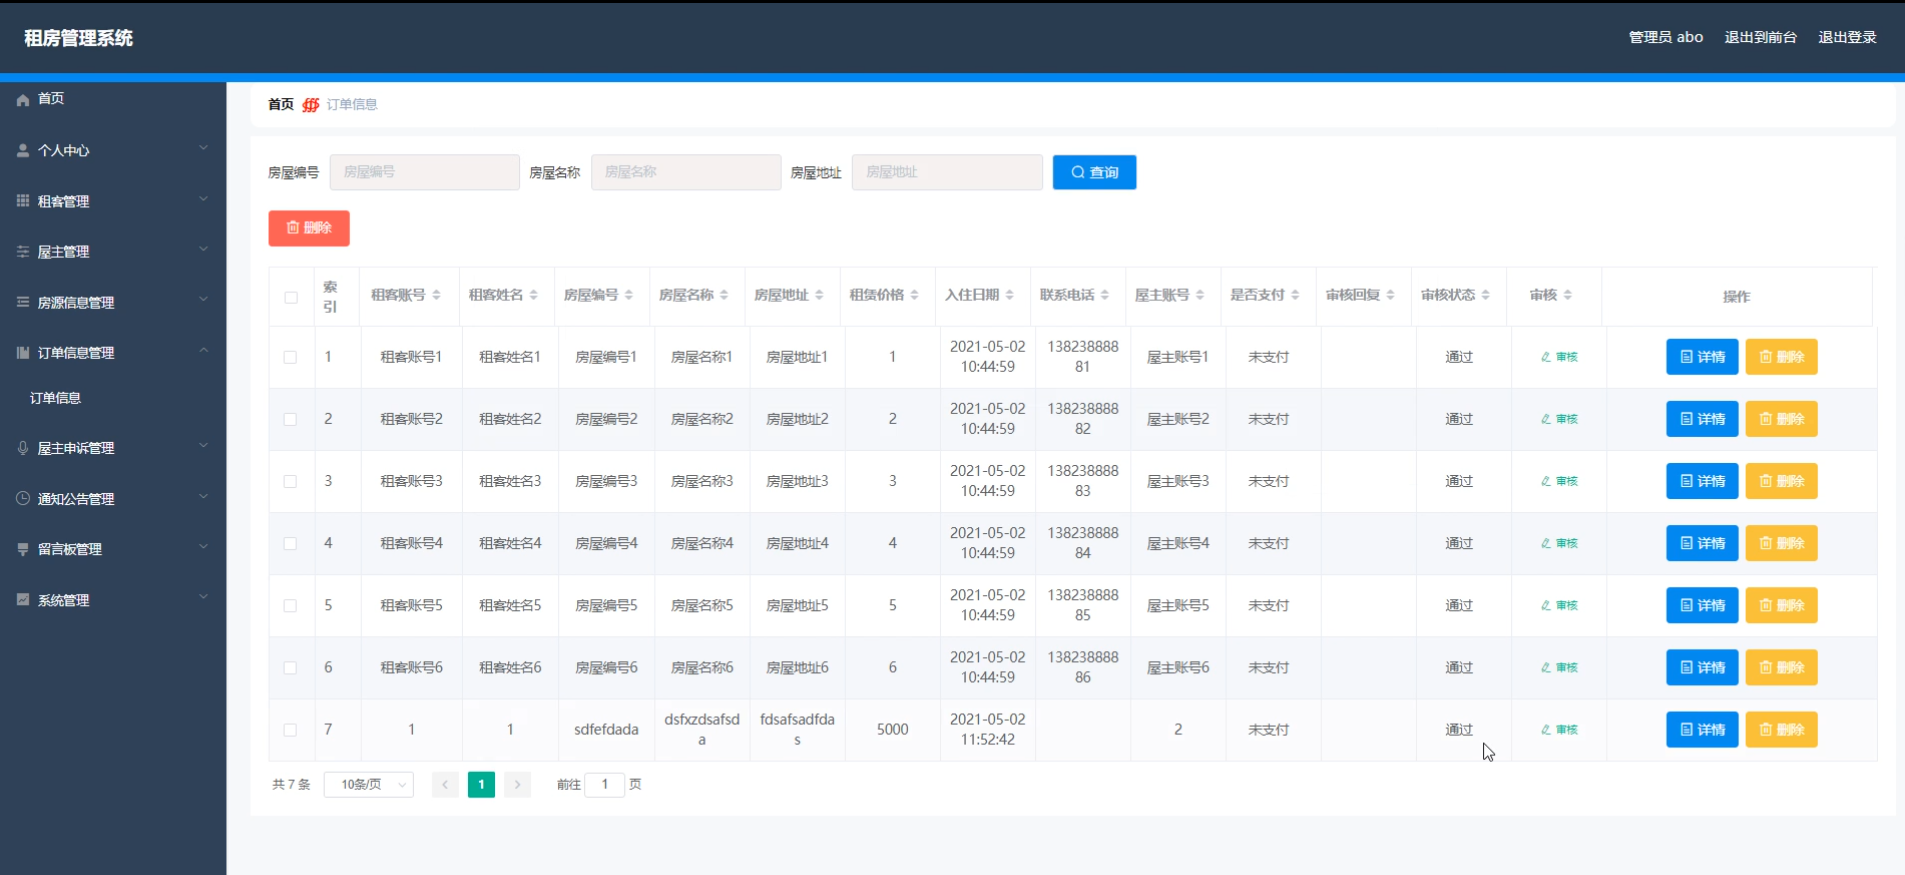 租房管理系统
管理员 abo 退出到前台 退出登录
首页
个人中心
租客管理
屋主管理
房源信息管理
订单信息管理
订单信息
屋主申诉管理
通知公告管理
留言板管理
系统管理
首页 订单信息
房屋编号 房屋编号 房屋名称 房屋名称 房屋地址 房屋地址 查询
删除
索引 租客账号 租客姓名 房屋编号 房屋名称 房屋地址 租赁价格 入住日期 联系电话 屋主账号 是否支付 审核回复 审核状态 审核 操作
1 租客账号1 租客姓名1 房屋编号1 房屋名称1 房屋地址1 1 2021-05-02 10:44:59 13823888881 屋主账号1 未支付 通过 审核 详情 删除
2 租客账号2 租客姓名2 房屋编号2 房屋名称2 房屋地址2 2 2021-05-02 10:44:59 13823888882 屋主账号2 未支付 通过 审核 详情 删除
3 租客账号3 租客姓名3 房屋编号3 房屋名称3 房屋地址3 3 2021-05-02 10:44:59 13823888883 屋主账号3 未支付 通过 审核 详情 删除
4 租客账号4 租客姓名4 房屋编号4 房屋名称4 房屋地址4 4 2021-05-02 10:44:59 13823888884 屋主账号4 未支付 通过 审核 详情 删除
5 租客账号5 租客姓名5 房屋编号5 房屋名称5 房屋地址5 5 2021-05-02 10:44:59 13823888885 屋主账号5 未支付 通过 审核 详情 删除
6 租客账号6 租客姓名6 房屋编号6 房屋名称6 房屋地址6 6 2021-05-02 10:44:59 13823888886 屋主账号6 未支付 通过 审核 详情 删除
7 1 1 sdfefdada dsfxzdsafsda fdsafsadfdas 5000 2021-05-02 11:52:42 2 未支付 通过 审核 详情 删除
共 7 条 10条/页 1 前往 1 页